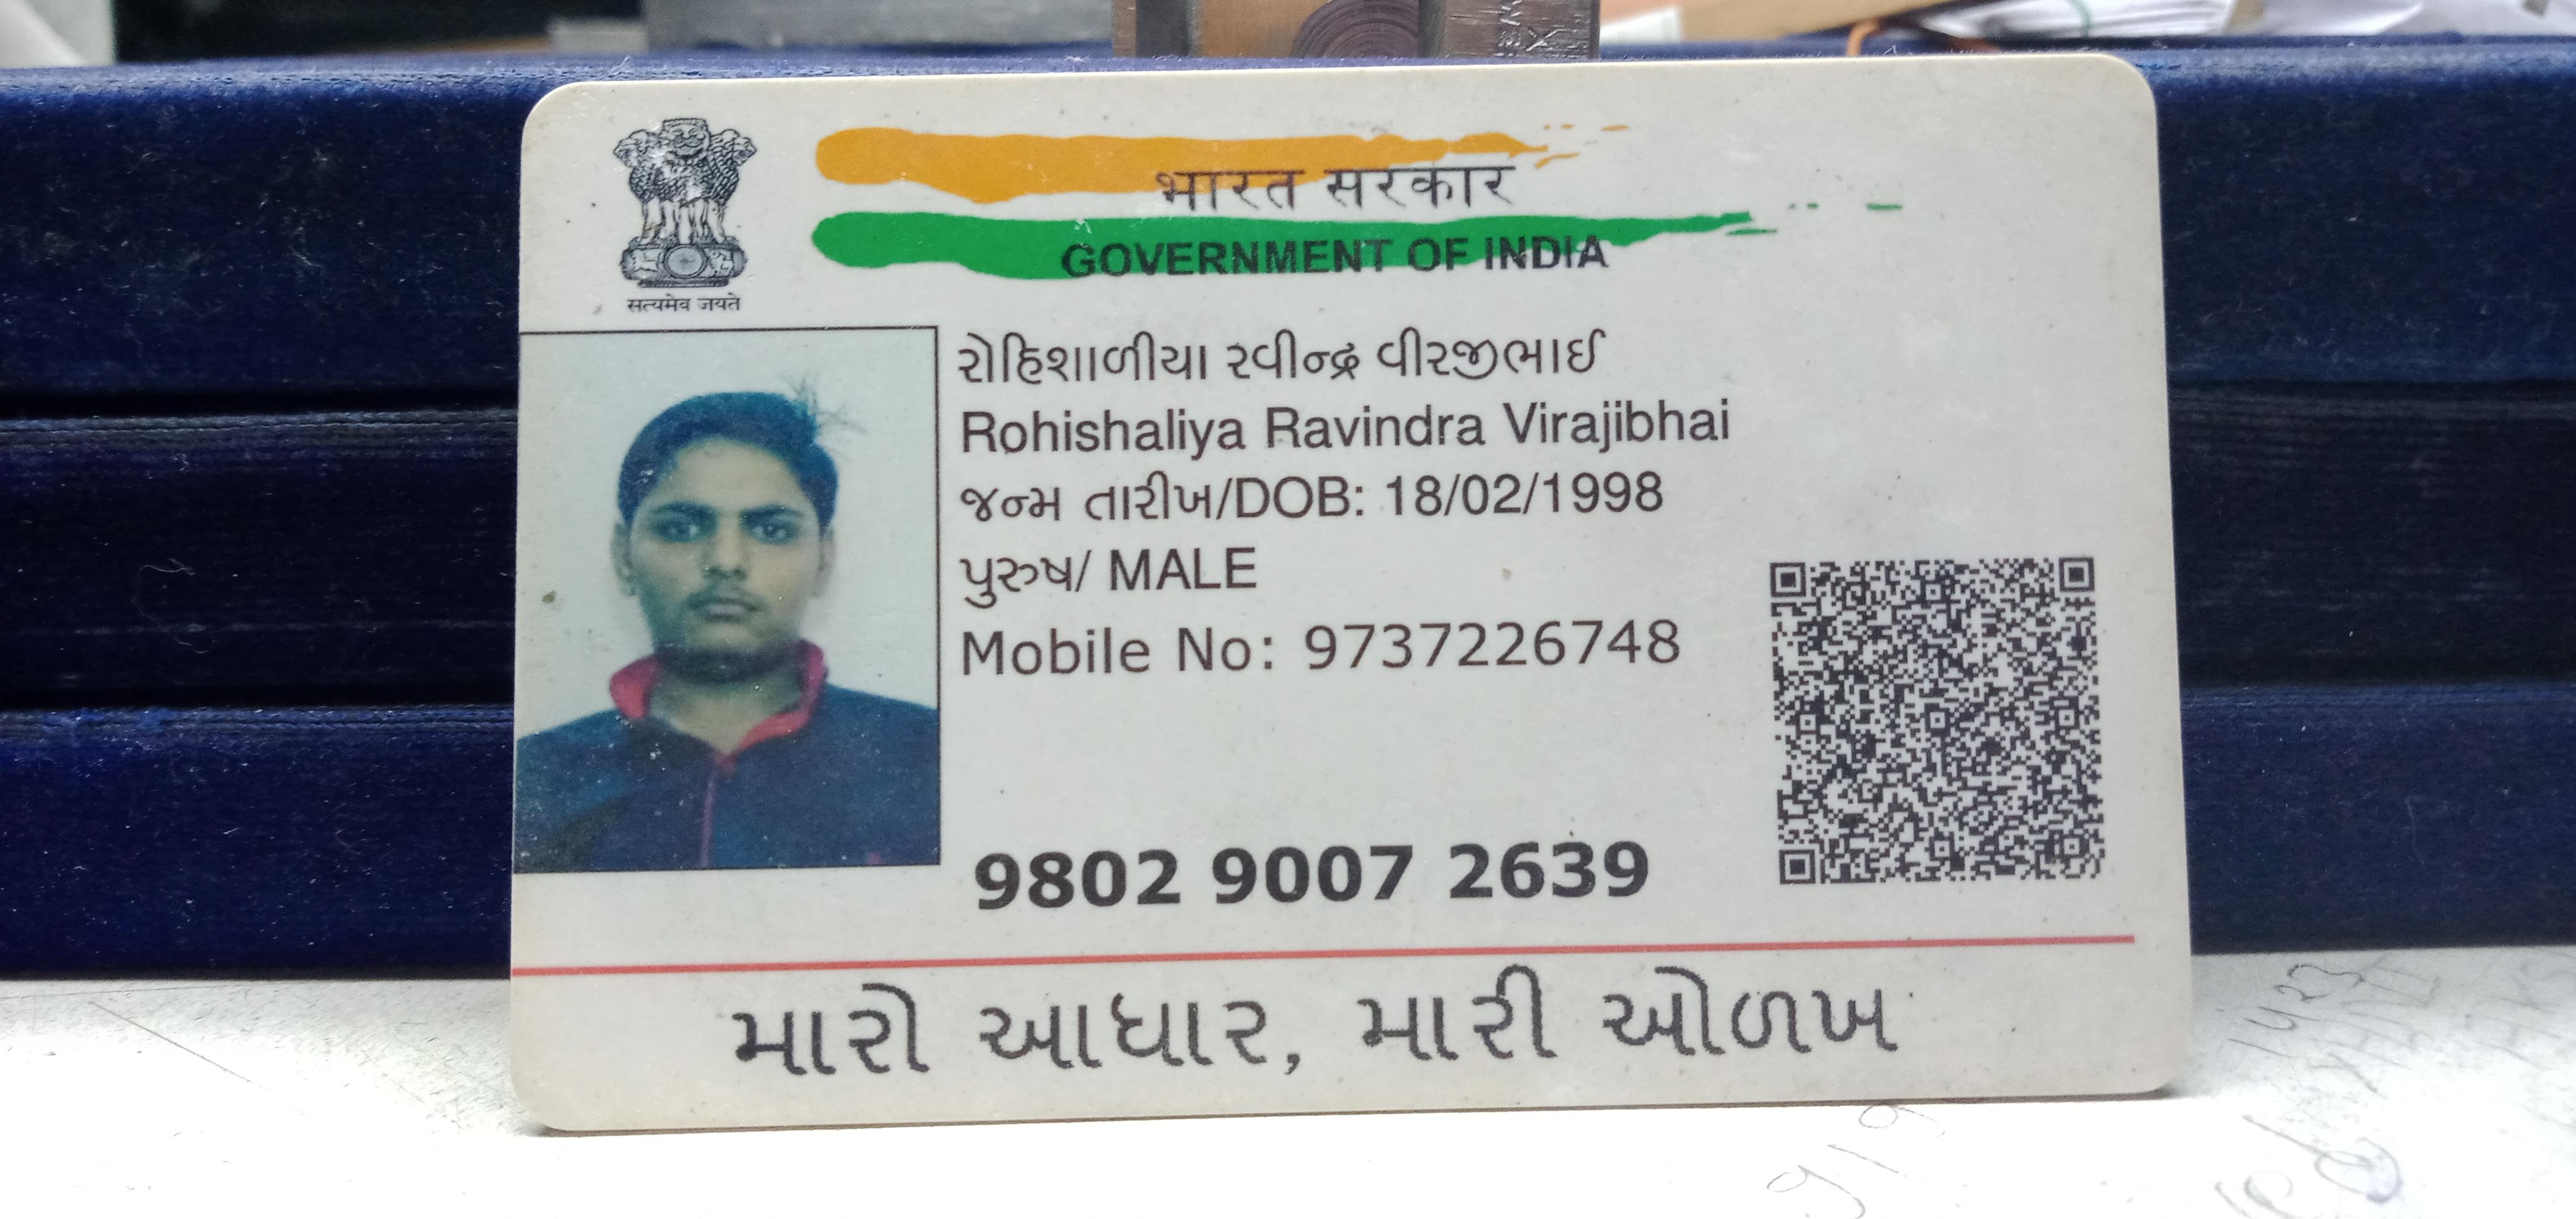 भारत सरकार
GOVERNMENT OF INDIA
सत्यमेव जयते
રોહિશાળીયા રવીન્દ્ર વીરજીભાઈ
Rohishaliya Ravindra Virajibhai
જન્મ તારીખ/DOB: 18/02/1998
પુરુષ/ MALE
Mobile No: 9737226748
9802 9007 2639
મારો આધાર, મારી ઓળખ
919